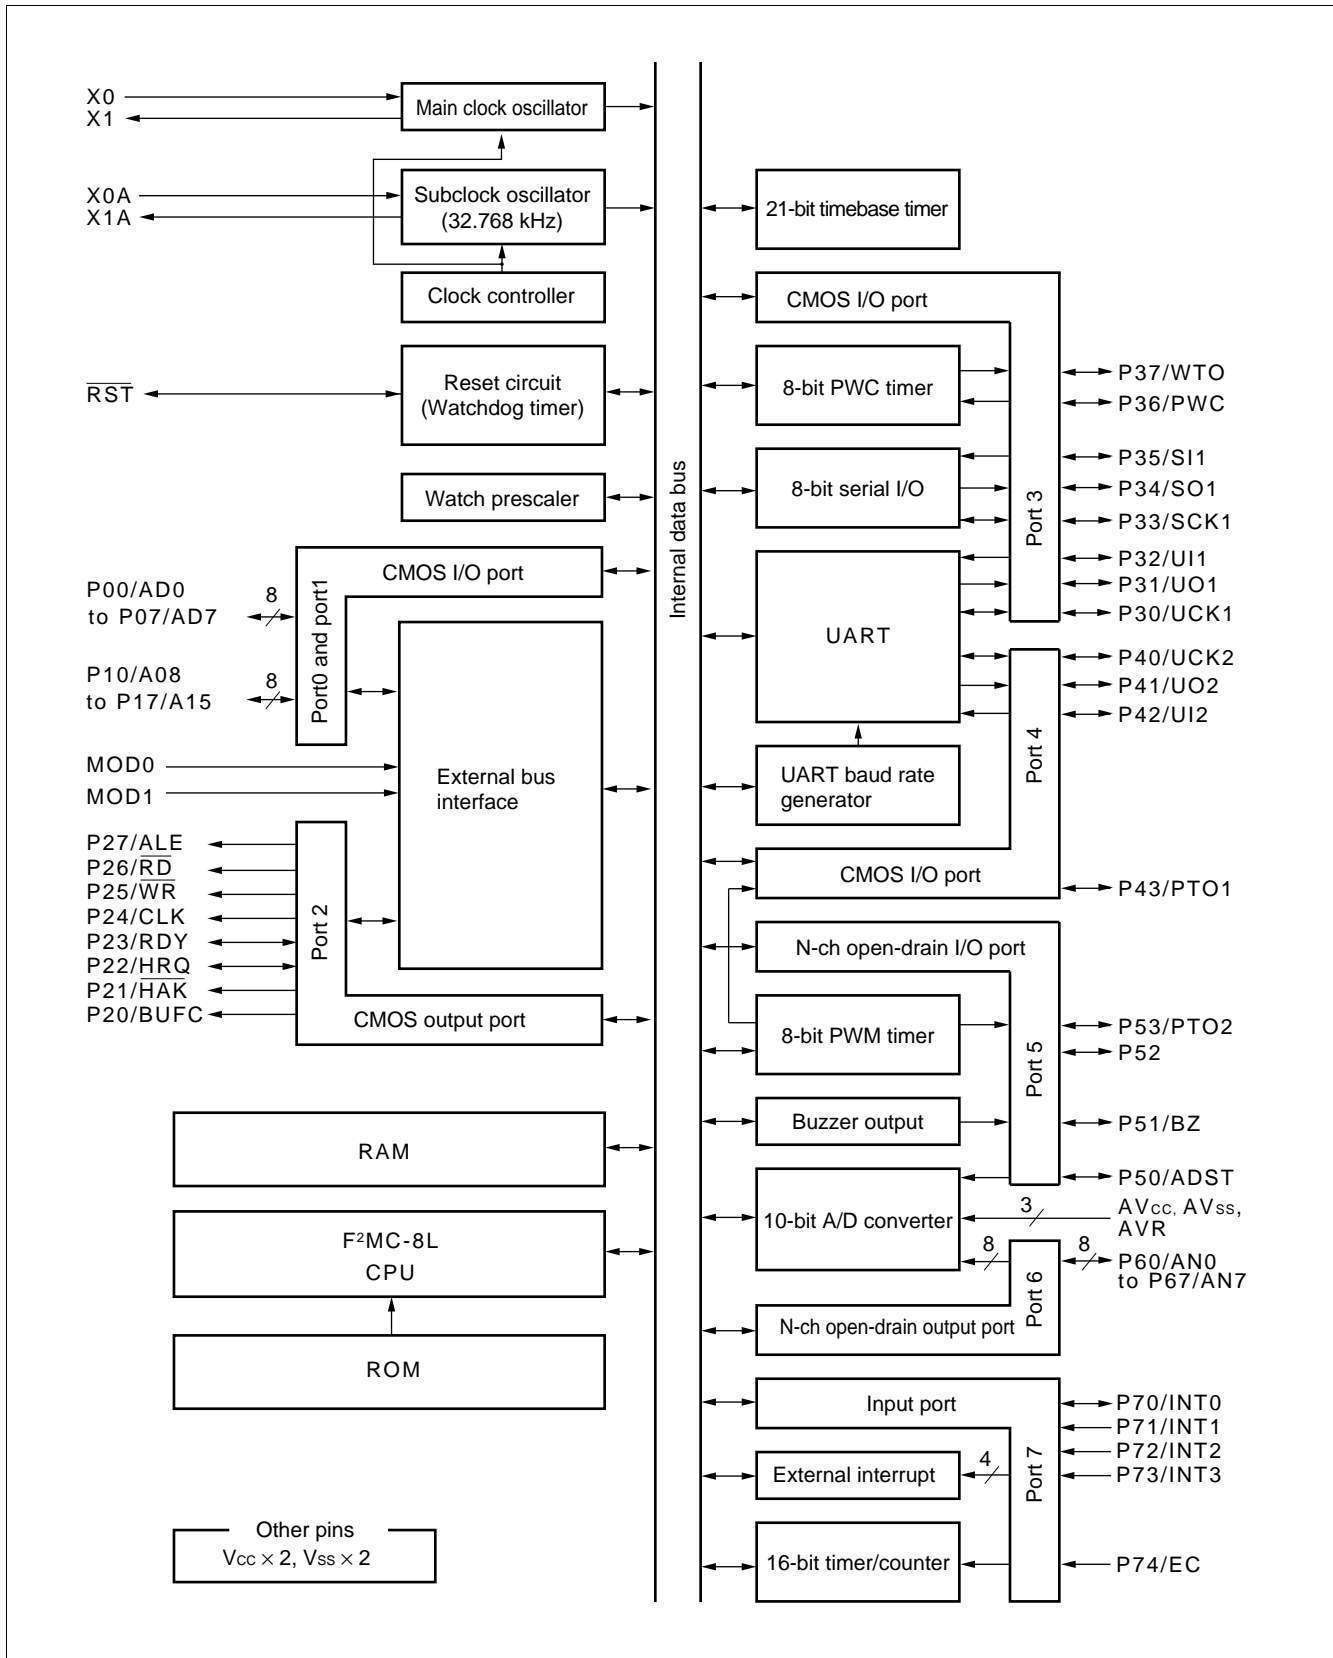 X0
X1
Main clock oscillator
X0A
X1A
Subclock oscillator
(32.768 kHz)
Clock controller
RST
Reset circuit
(Watchdog timer)
Watch prescaler
CMOS I/O port
Port0 and port1
P00/AD0
to P07/AD7
8
P10/A08
to P17/A15
8
MOD0
MOD1
External bus
interface
P27/ALE
P26/RD
P25/WR
P24/CLK
P23/RDY
P22/HRQ
P21/HAK
P20/BUFC
Port 2
CMOS output port
RAM
F²MC-8L
CPU
ROM
Other pins
Vcc × 2, Vss × 2
Internal data bus
21-bit timebase timer
CMOS I/O port
Port 3
8-bit PWC timer
P37/WTO
P36/PWC
8-bit serial I/O
P35/SI1
P34/SO1
P33/SCK1
UART
P32/UI1
P31/UO1
P30/UCK1
P40/UCK2
P41/UO2
P42/UI2
Port 4
UART baud rate
generator
CMOS I/O port
P43/PTO1
N-ch open-drain I/O port
Port 5
8-bit PWM timer
P53/PTO2
P52
Buzzer output
P51/BZ
P50/ADST
10-bit A/D converter
3
AVcc, AVss,
AVR
8
8
P60/AN0
to P67/AN7
Port 6
N-ch open-drain output port
Input port
Port 7
P70/INT0
P71/INT1
P72/INT2
P73/INT3
External interrupt
4
16-bit timer/counter
P74/EC